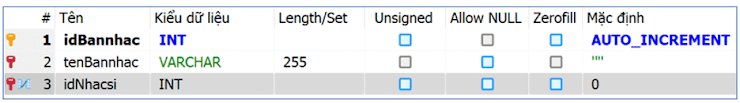 # Tên Kiểu dữ liệu Length/Set Unsigned Allow NULL Zerofill Mặc định
1 idBannhac INT AUTO_INCREMENT
2 tenBannhac VARCHAR 255 ""
3 idNhacsi INT 0